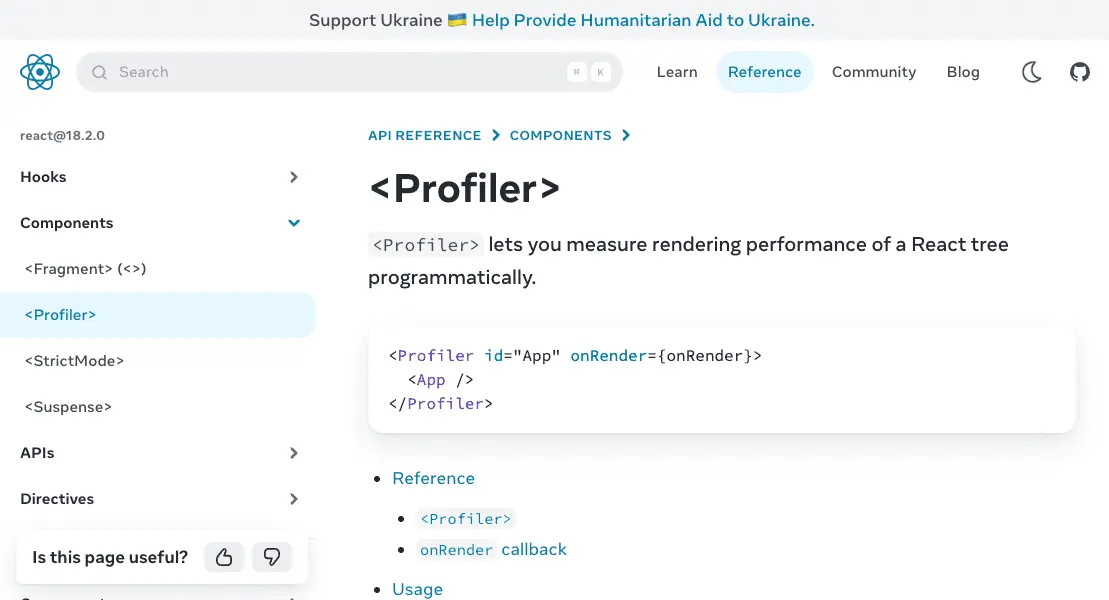 Support Ukraine 🇺🇦 Help Provide Humanitarian Aid to Ukraine.
Search
⌘ K
Learn
Reference
Community
Blog
react@18.2.0
Hooks
Components
<Fragment> (<>)
<Profiler>
<StrictMode>
<Suspense>
APIs
Directives
Is this page useful?
API REFERENCE
COMPONENTS
<Profiler>
<Profiler> lets you measure rendering performance of a React tree
programmatically.
<Profiler id="App" onRender={onRender}>
  <App />
</Profiler>
Reference
<Profiler>
onRender callback
Usage